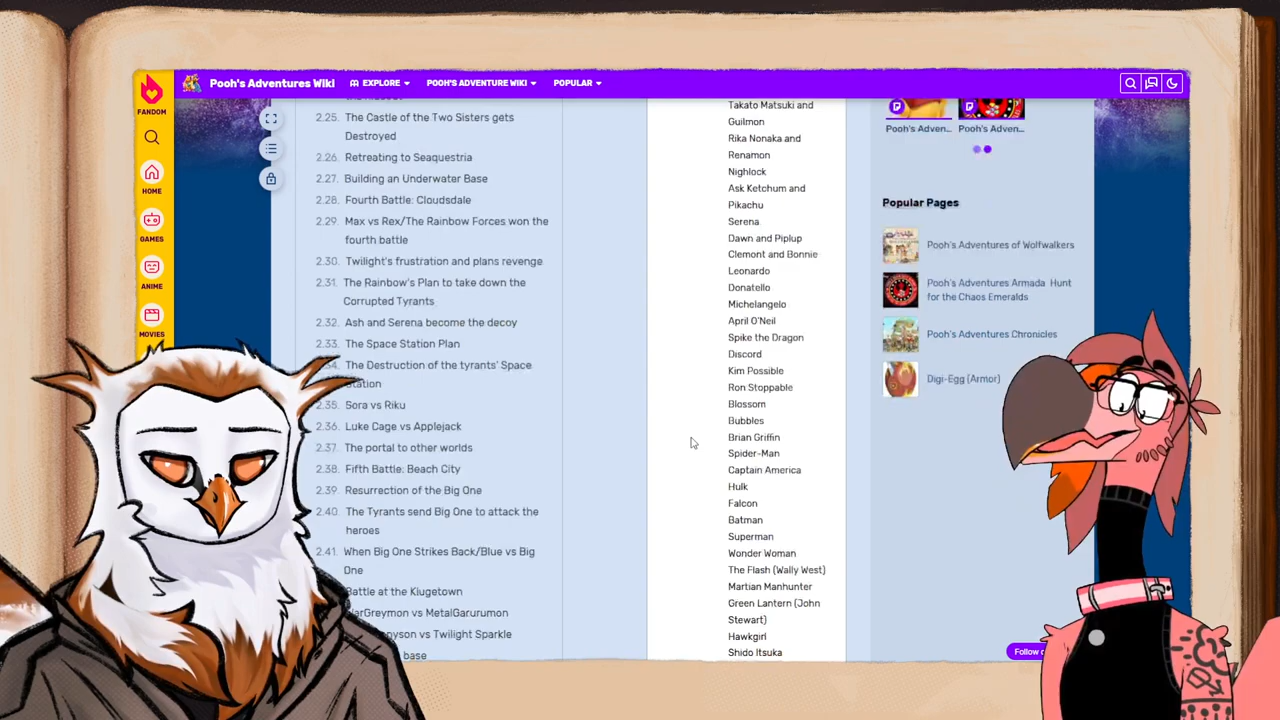 Pooh's Adventures Wiki
EXPLORE
POOH'S ADVENTURE WIKI
POPULAR
FANDOM
HOME
GAMES
ANIME
MOVIES
2.25. The Castle of the Two Sisters gets
Destroyed
2.26. Retreating to Seaquestria
2.27. Building an Underwater Base
2.28. Fourth Battle: Cloudsdale
2.29. Max vs Rex/The Rainbow Forces won the
fourth battle
2.30. Twilight's frustration and plans revenge
2.31. The Rainbow's Plan to take down the
Corrupted Tyrants
2.32. Ash and Serena become the decoy
2.33. The Space Station Plan
2.34. The Destruction of the tyrants' Space
Station
2.35. Sora vs Riku
2.36. Luke Cage vs Applejack
2.37. The portal to other worlds
2.38. Fifth Battle: Beach City
2.39. Resurrection of the Big One
2.40. The Tyrants send Big One to attack the
heroes
2.41. When Big One Strikes Back/Blue vs Big
One
Battle at the Klugetown
arGreymon vs MetalGarurumon
nyson vs Twilight Sparkle
base
Takato Matsuki and
Guilmon
Rika Nonaka and
Renamon
Nighlock
Ask Ketchum and
Pikachu
Serena
Dawn and Piplup
Clemont and Bonnie
Leonardo
Donatello
Michelangelo
April O'Neil
Spike the Dragon
Discord
Kim Possible
Ron Stoppable
Blossom
Bubbles
Brian Griffin
Spider-Man
Captain America
Hulk
Falcon
Batman
Superman
Wonder Woman
The Flash (Wally West)
Martian Manhunter
Green Lantern (John
Stewart)
Hawkgirl
Shido Itsuka
Pooh's Adven... Pooh's Adven...
Popular Pages
Pooh's Adventures of Wolfwalkers
Pooh's Adventures Armada Hunt
for the Chaos Emeralds
Pooh's Adventures Chronicles
Digi-Egg (Armor)
Follow